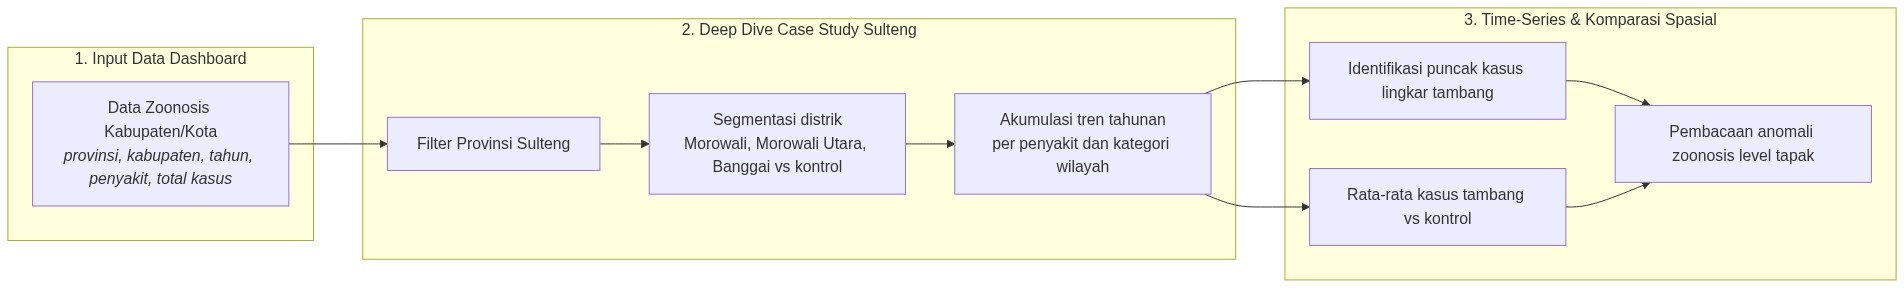 1. Input Data Dashboard
Data Zoonosis
Kabupaten/Kota
provinsi, kabupaten, tahun,
penyakit, total kasus
2. Deep Dive Case Study Sulteng
Filter Provinsi Sulteng
Segmentasi distrik
Morowali, Morowali Utara,
Banggai vs kontrol
Akumulasi tren tahunan
per penyakit dan kategori
wilayah
3. Time-Series & Komparasi Spasial
Identifikasi puncak kasus
lingkar tambang
Rata-rata kasus tambang
vs kontrol
Pembacaan anomali
zoonosis level tapak